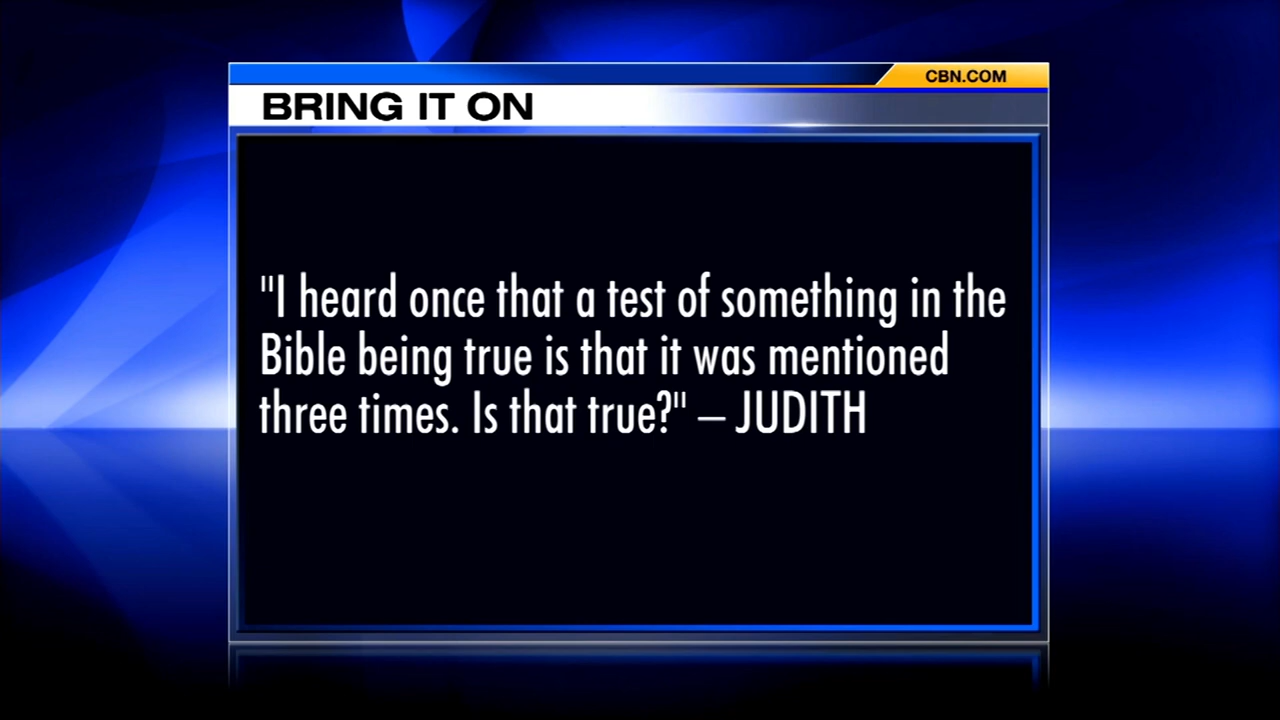 CBN.COM
BRING IT ON
"I heard once that a test of something in the
Bible being true is that it was mentioned
three times. Is that true?" – JUDITH